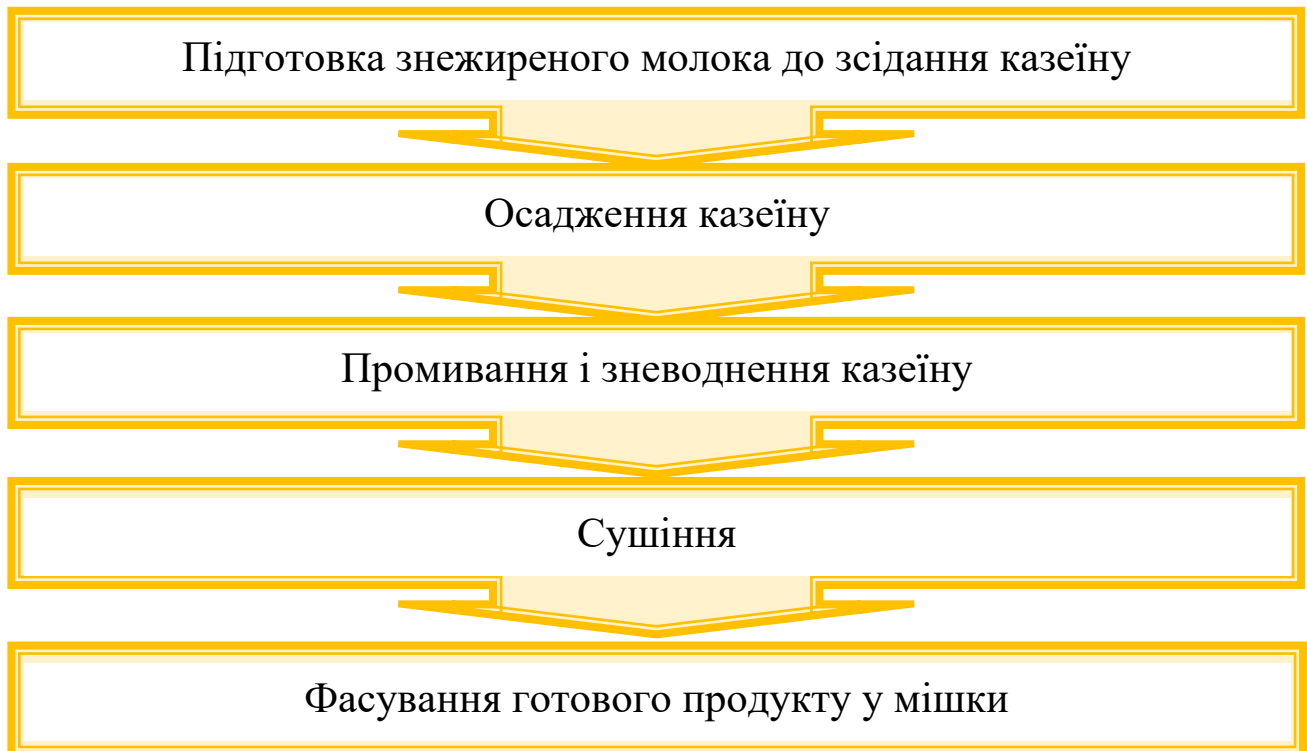 Підготовка знежиреного молока до зсідання казеїну
Осадження казеїну
Промивання і зневоднення казеїну
Сушіння
Фасування готового продукту у мішки